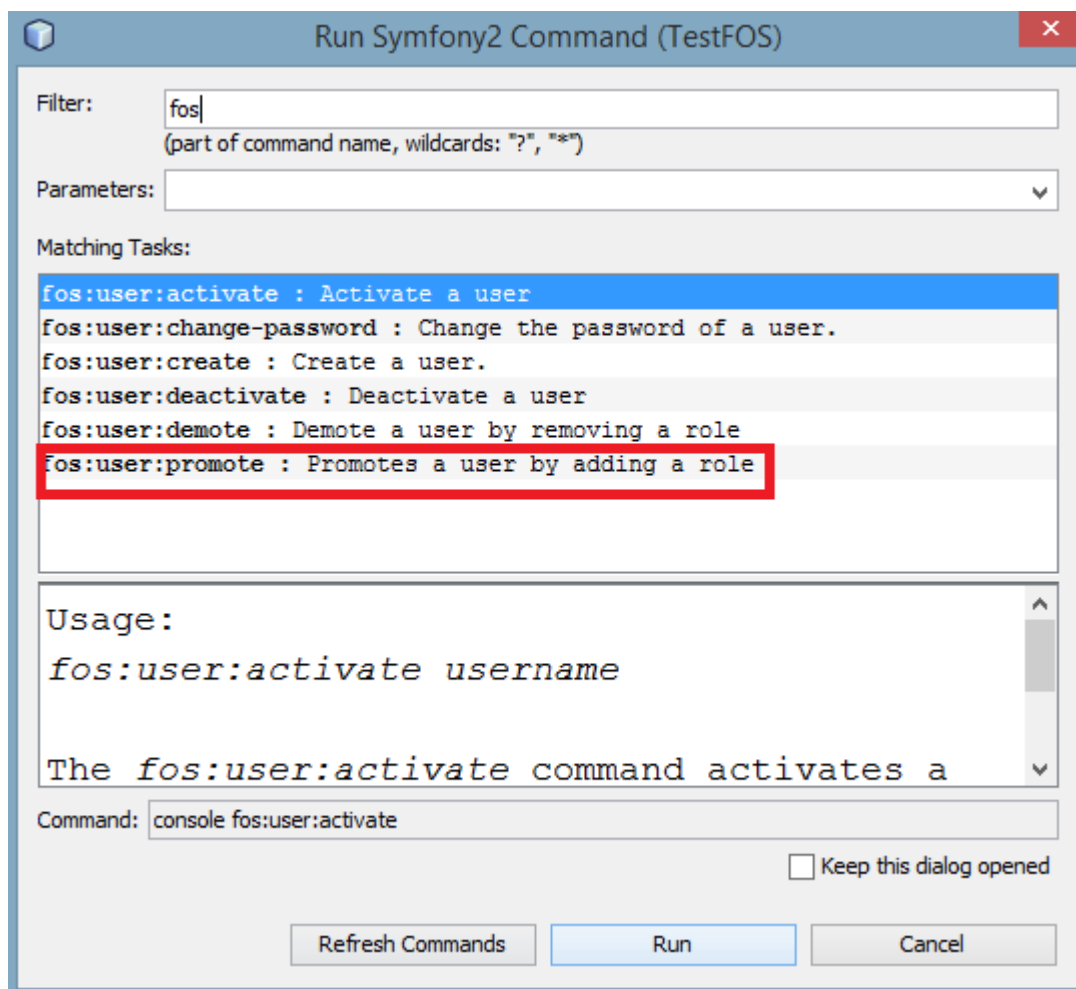 Run Symfony2 Command (TestFOS)
Filter:
fos
(part of command name, wildcards: "?", "*")
Parameters:
Matching Tasks:
fos:user:activate : Activate a user
fos:user:change-password : Change the password of a user.
fos:user:create : Create a user.
fos:user:deactivate : Deactivate a user
fos:user:demote : Demote a user by removing a role
fos:user:promote : Promotes a user by adding a role
Usage:
fos:user:activate username
The fos:user:activate command activates a
Command: console fos:user:activate
Keep this dialog opened
Refresh Commands Run Cancel